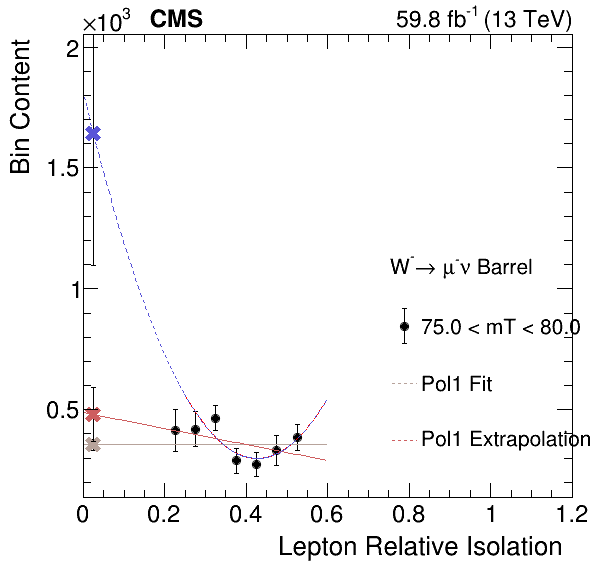 ×10³ CMS 59.8 fb⁻¹ (13 TeV)
Bin Content
2
1.5
1
0.5
W⁻→ μ⁻ν Barrel
75.0 < mT < 80.0
Pol1 Fit
Pol1 Extrapolation
0 0.2 0.4 0.6 0.8 1 1.2
Lepton Relative Isolation